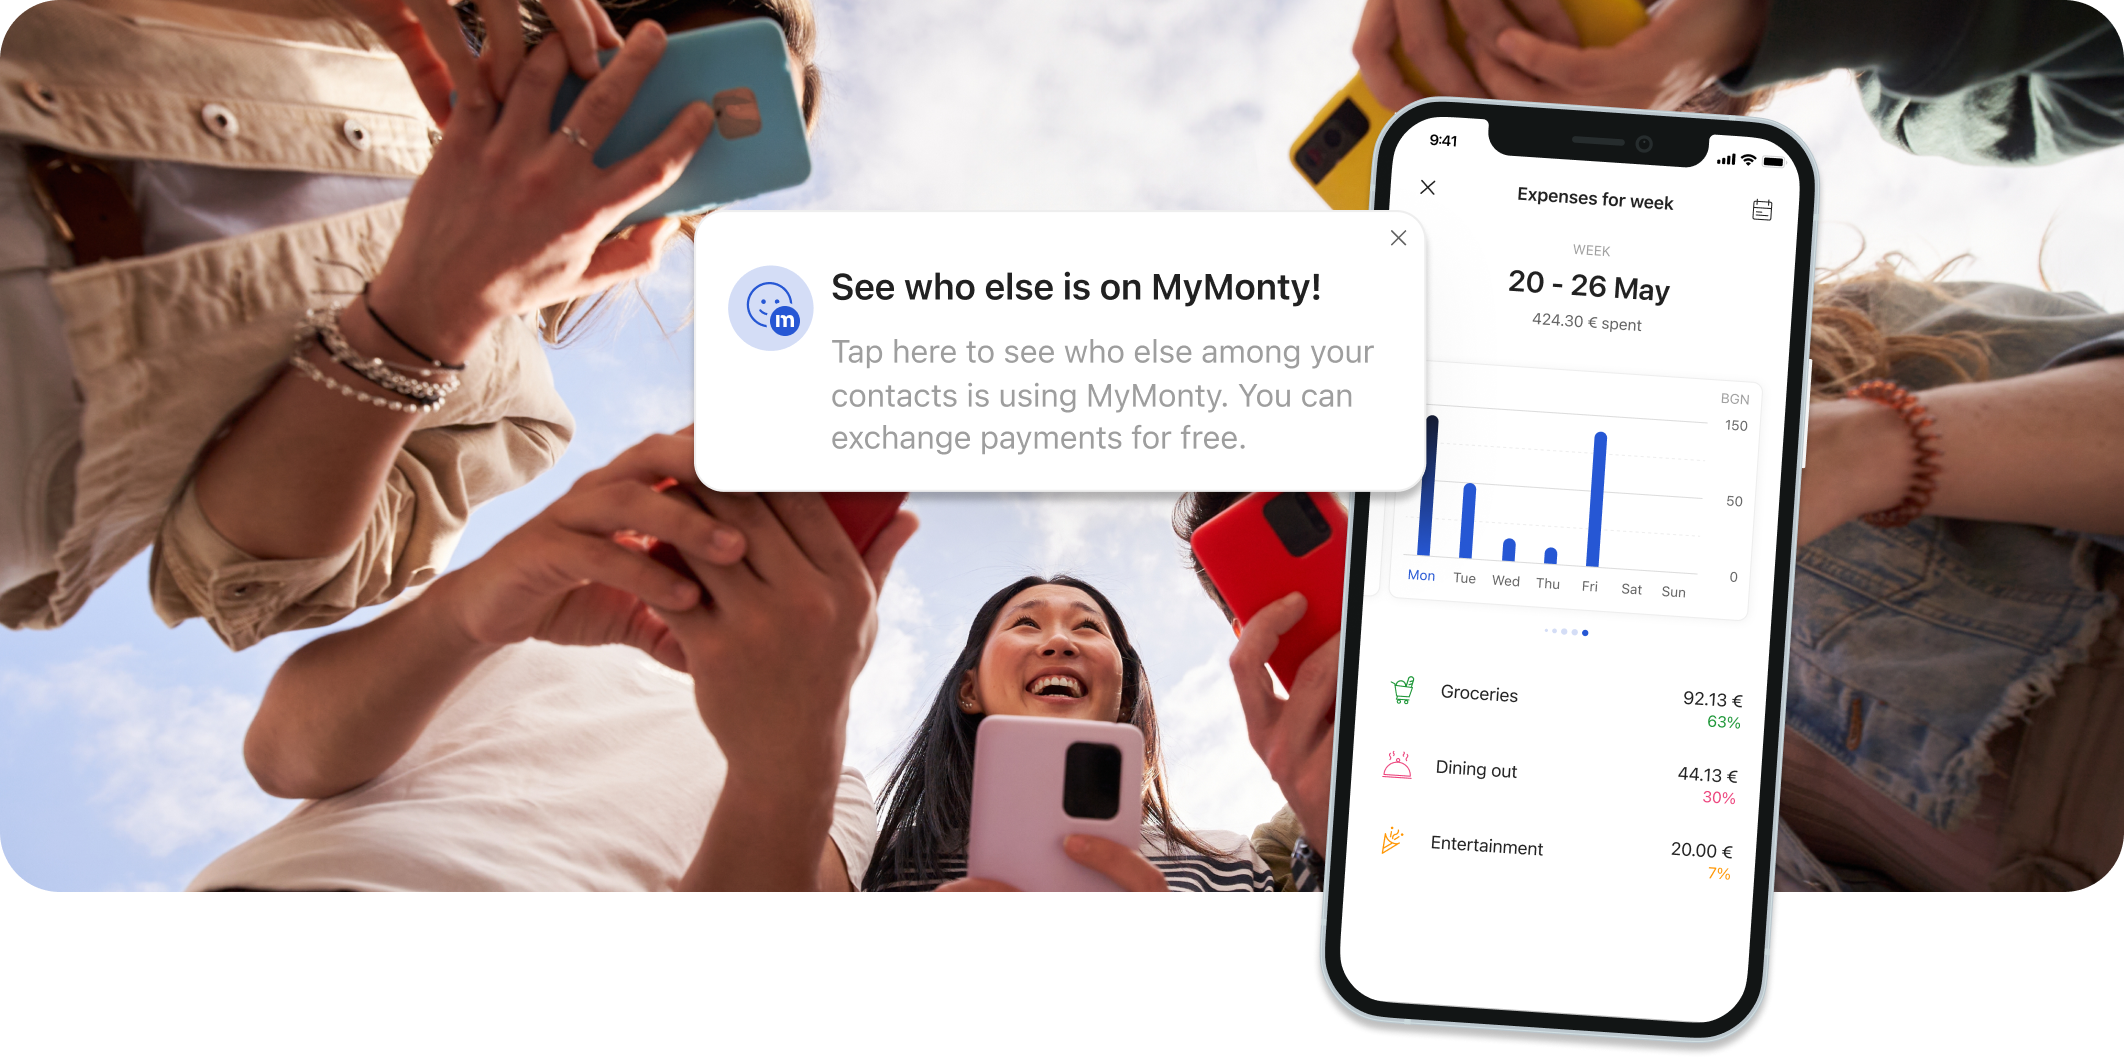 See who else is on MyMonty!
Tap here to see who else among your
contacts is using MyMonty. You can
exchange payments for free.
m
9:41
Expenses for week
WEEK
20 - 26 May
424.30 € spent
BGN
150
50
0
Mon Tue Wed Thu Fri Sat Sun
Groceries 92.13 €
63%
Dining out 44.13 €
30%
Entertainment 20.00 €
7%